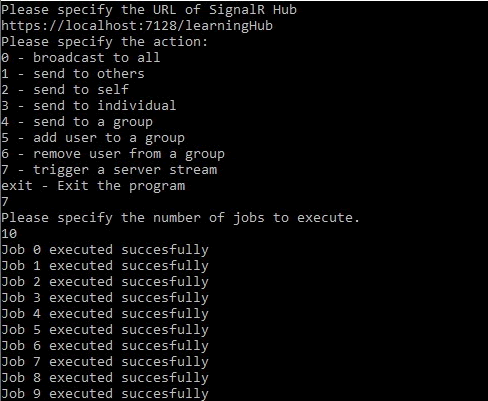 Please specify the URL of SignalR Hub
https://localhost:7128/learningHub
Please specify the action:
0 - broadcast to all
1 - send to others
2 - send to self
3 - send to individual
4 - send to a group
5 - add user to a group
6 - remove user from a group
7 - trigger a server stream
exit - Exit the program
7
Please specify the number of jobs to execute.
10
Job 0 executed succesfully
Job 1 executed succesfully
Job 2 executed succesfully
Job 3 executed succesfully
Job 4 executed succesfully
Job 5 executed succesfully
Job 6 executed succesfully
Job 7 executed succesfully
Job 8 executed succesfully
Job 9 executed succesfully